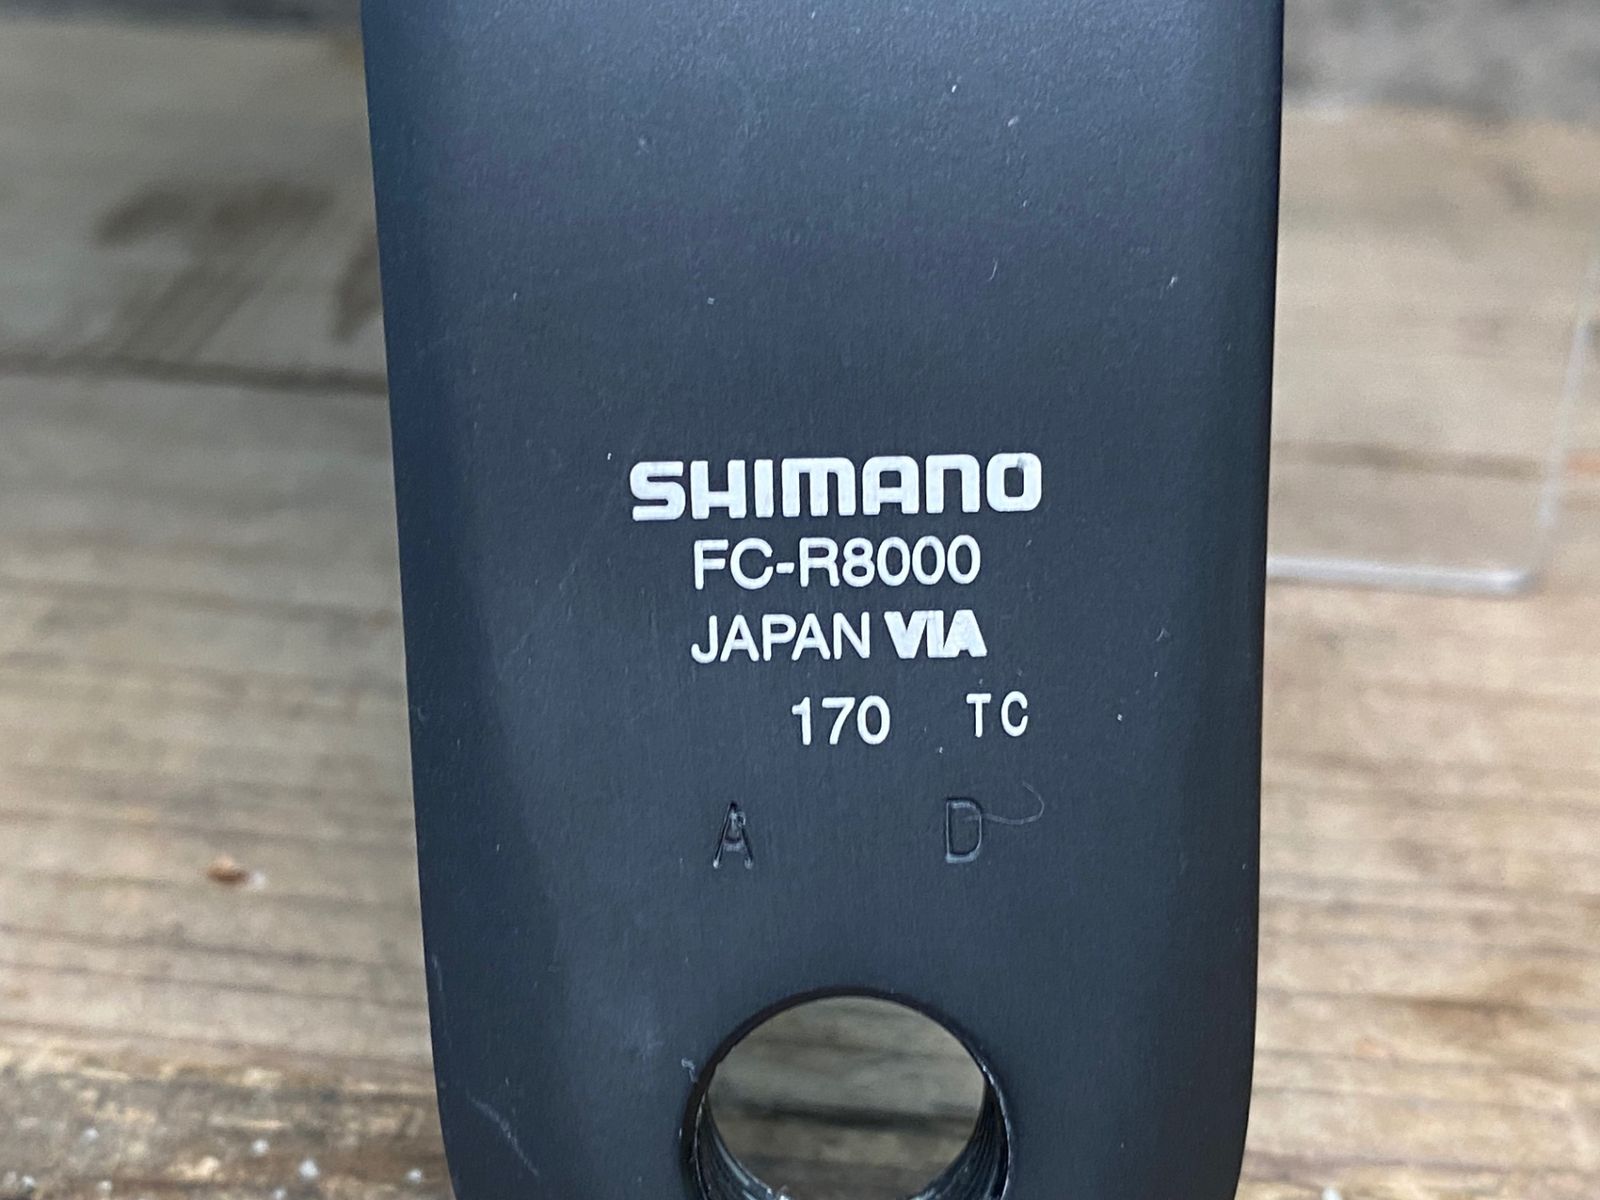 SHIMANO
FC-R8000
JAPAN VIA
170 TC
A D